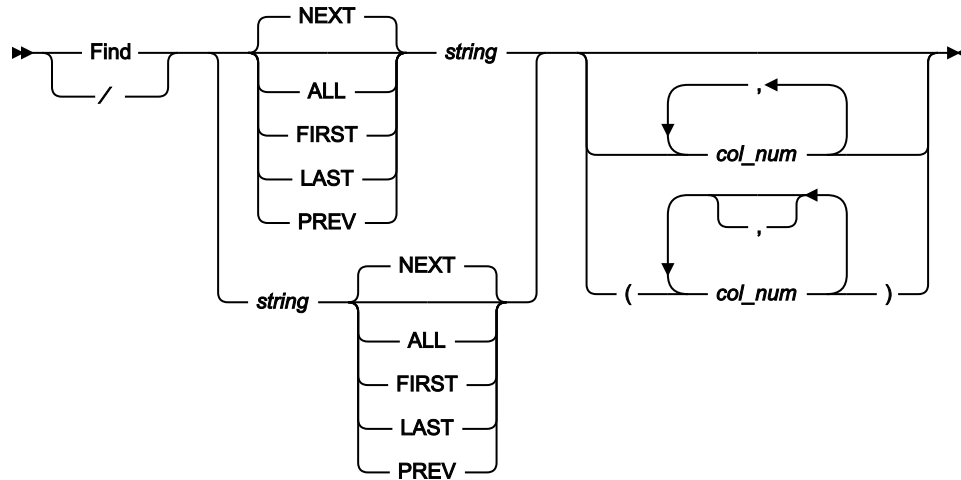 NEXT
Find string
/
ALL
,
FIRST
LAST
col_num
PREV
,
NEXT
string
( col_num )
ALL
FIRST
LAST
PREV